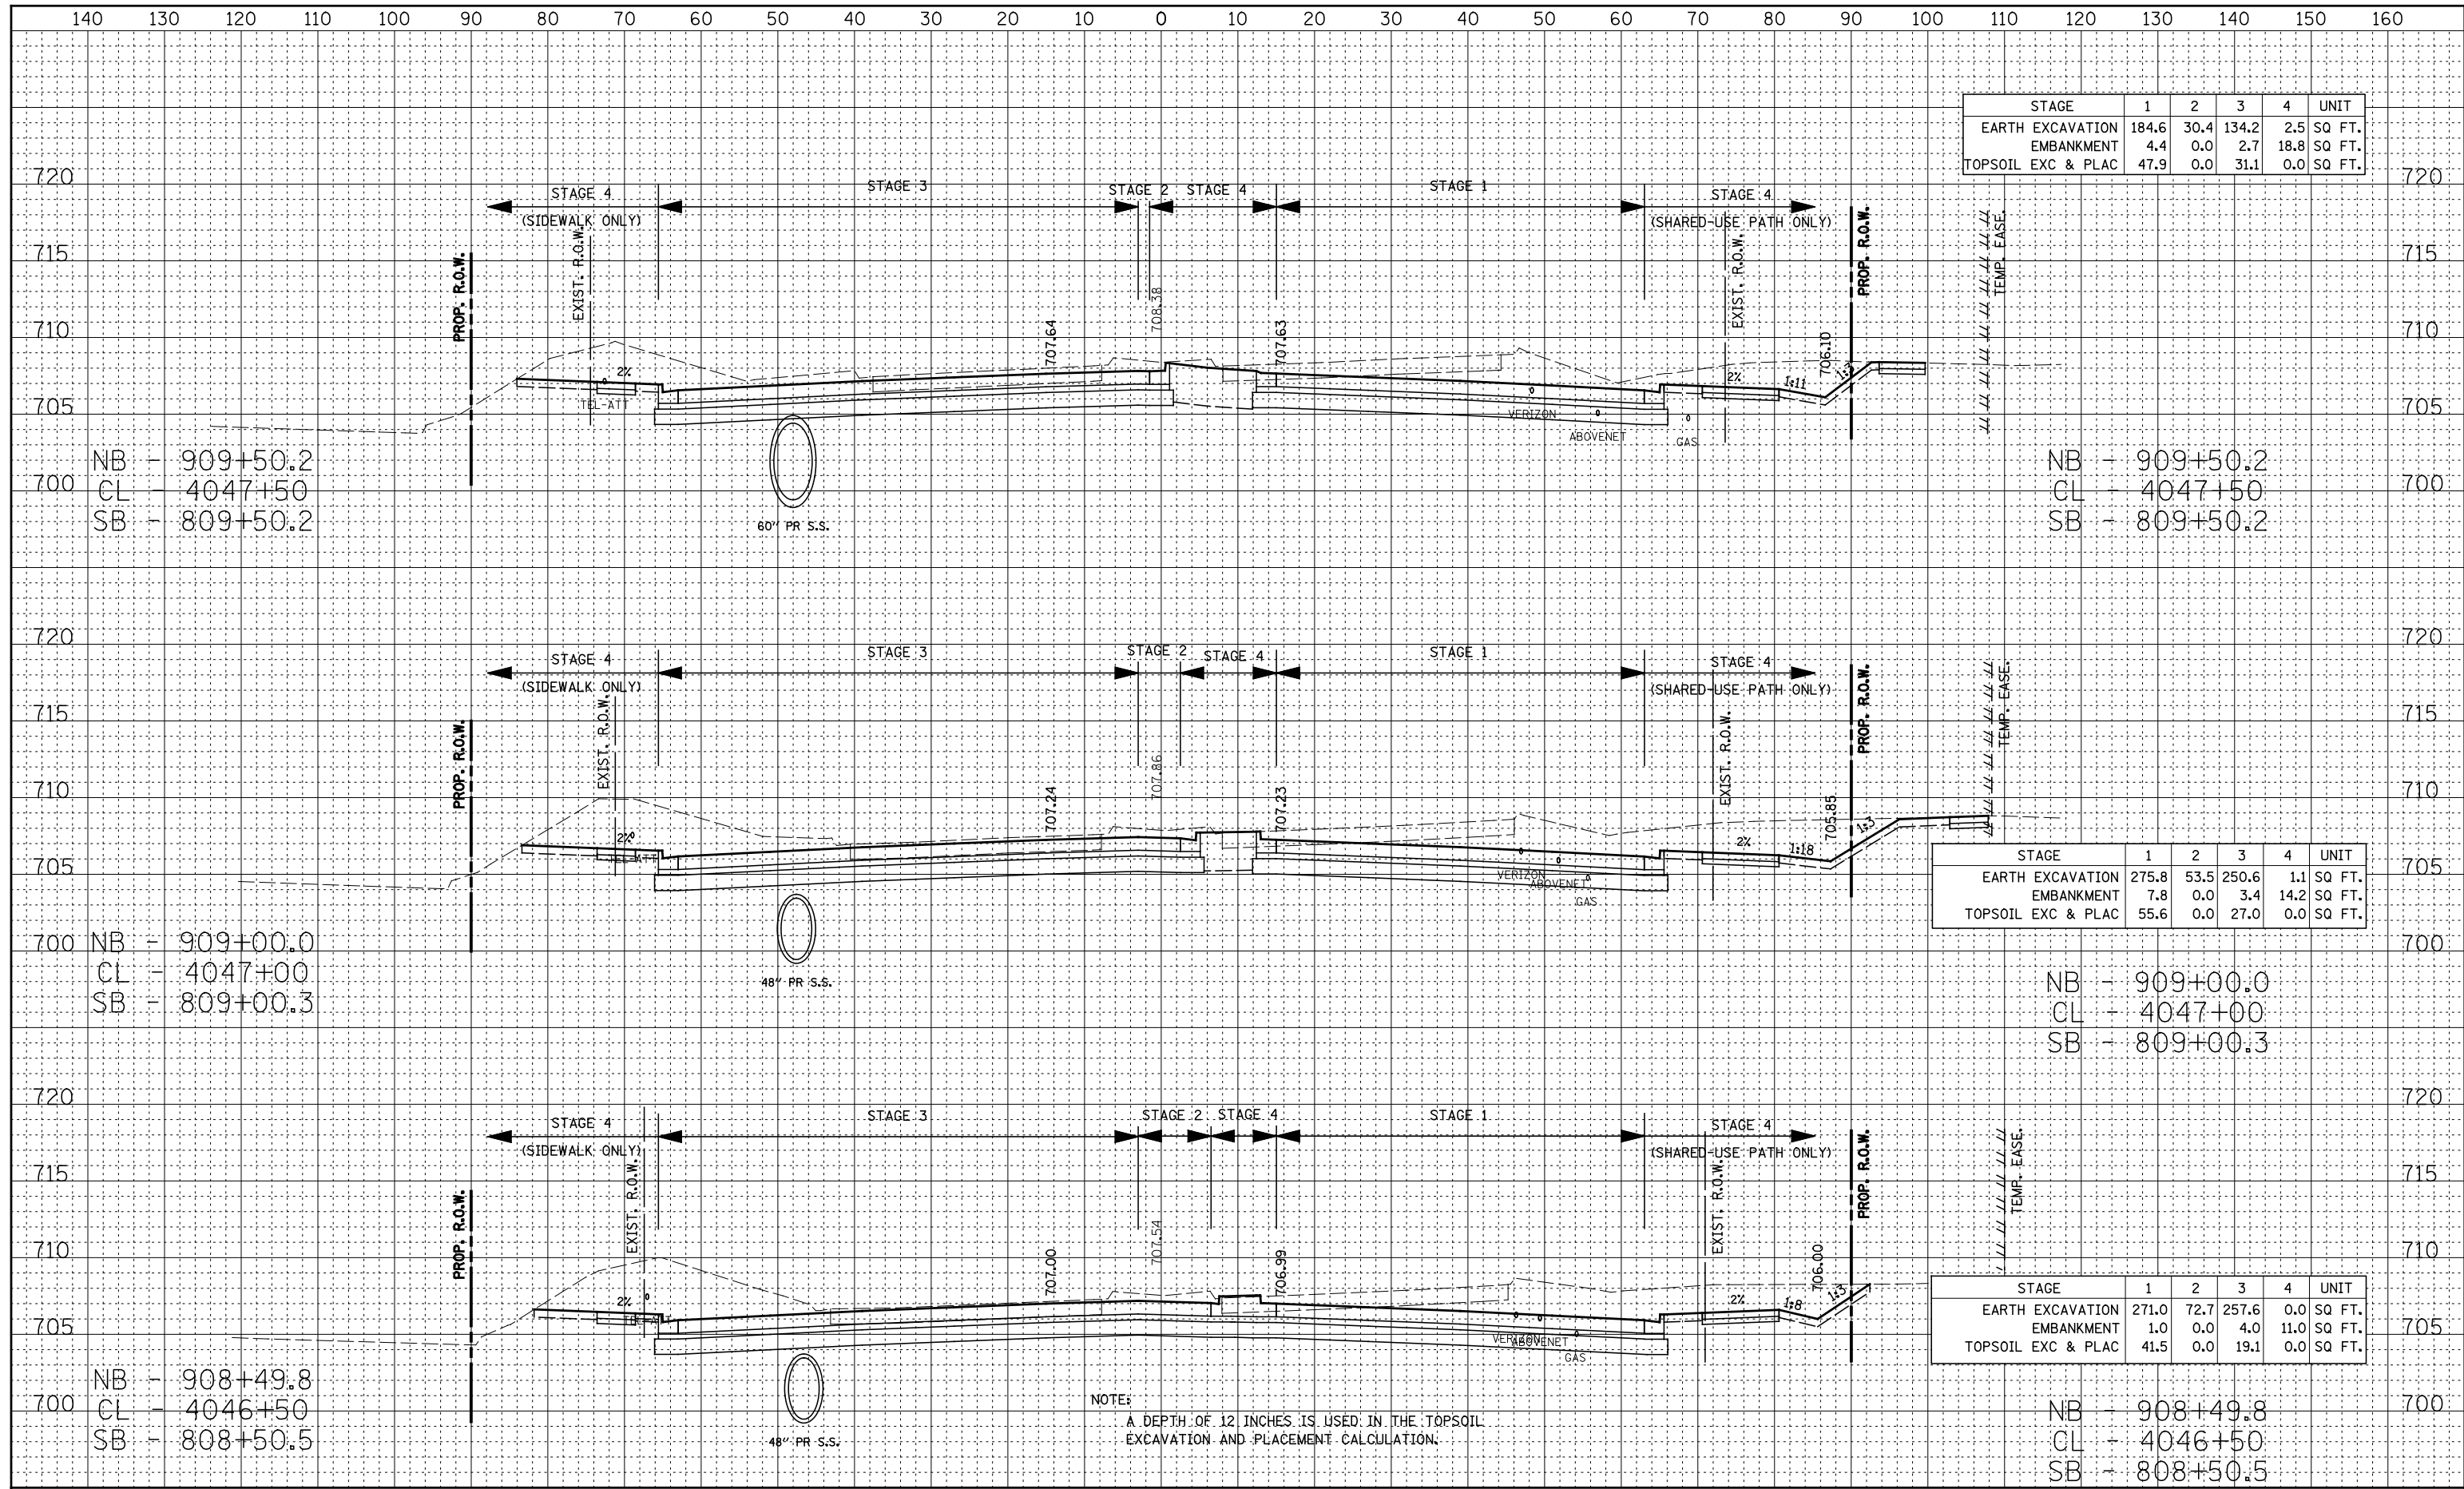 140 130 120 110 100 90 80 70 60 50 40 30 20 10 0 10 20 30 40 50 60 70 80 90 100 110 120 130 140 150 160
STAGE 1 2 3 4 UNIT
EARTH EXCAVATION 184.6 30.4 134.2 2.5 SQ FT.
EMBANKMENT 4.4 0.0 2.7 18.8 SQ FT.
TOPSOIL EXC & PLAC 47.9 0.0 31.1 0.0 SQ FT.
720 720
STAGE 4 STAGE 3 STAGE 2 STAGE 4 STAGE 1 STAGE 4
(SIDEWALK ONLY) (SHARED-USE PATH ONLY)
PROP. R.O.W. EXIST. R.O.W. EXIST. R.O.W. PROP. R.O.W. TEMP. EASE.
715 715
710 710
707.64 708.38 707.63 706.10
2% 2% 1:11 1:3
705 705
TEL-ATT VERIZON ABOVENET GAS
NB - 909+50.2 NB - 909+50.2
700 700
CL - 4047+50 CL - 4047+50
SB - 809+50.2 SB - 809+50.2
60" PR S.S.
720 720
STAGE 4 STAGE 3 STAGE 2 STAGE 4 STAGE 1 STAGE 4
(SIDEWALK ONLY) (SHARED-USE PATH ONLY)
PROP. R.O.W. EXIST. R.O.W. EXIST. R.O.W. PROP. R.O.W. TEMP. EASE.
715 715
710 710
707.24 707.86 707.23 705.85
2% 2% 1:18 1:3
705 705
TEL-ATT VERIZON ABOVENET GAS
STAGE 1 2 3 4 UNIT
EARTH EXCAVATION 275.8 53.5 250.6 1.1 SQ FT.
EMBANKMENT 7.8 0.0 3.4 14.2 SQ FT.
TOPSOIL EXC & PLAC 55.6 0.0 27.0 0.0 SQ FT.
700 700
NB - 909+00.0 NB - 909+00.0
CL - 4047+00 CL - 4047+00
SB - 809+00.3 SB - 809+00.3
48" PR S.S.
720 720
STAGE 4 STAGE 3 STAGE 2 STAGE 4 STAGE 1 STAGE 4
(SIDEWALK ONLY) (SHARED-USE PATH ONLY)
PROP. R.O.W. EXIST. R.O.W. EXIST. R.O.W. PROP. R.O.W. TEMP. EASE.
715 715
710 710
707.00 707.54 706.99 706.00
2% 2% 1:8 1:3
705 705
TEL-ATT VERIZON ABOVENET GAS
STAGE 1 2 3 4 UNIT
EARTH EXCAVATION 271.0 72.7 257.6 0.0 SQ FT.
EMBANKMENT 1.0 0.0 4.0 11.0 SQ FT.
TOPSOIL EXC & PLAC 41.5 0.0 19.1 0.0 SQ FT.
700 700
NB - 908+49.8 NB - 908+49.8
CL - 4046+50 CL - 4046+50
SB - 808+50.5 SB - 808+50.5
48" PR S.S.
NOTE:
A DEPTH OF 12 INCHES IS USED IN THE TOPSOIL
EXCAVATION AND PLACEMENT CALCULATION.